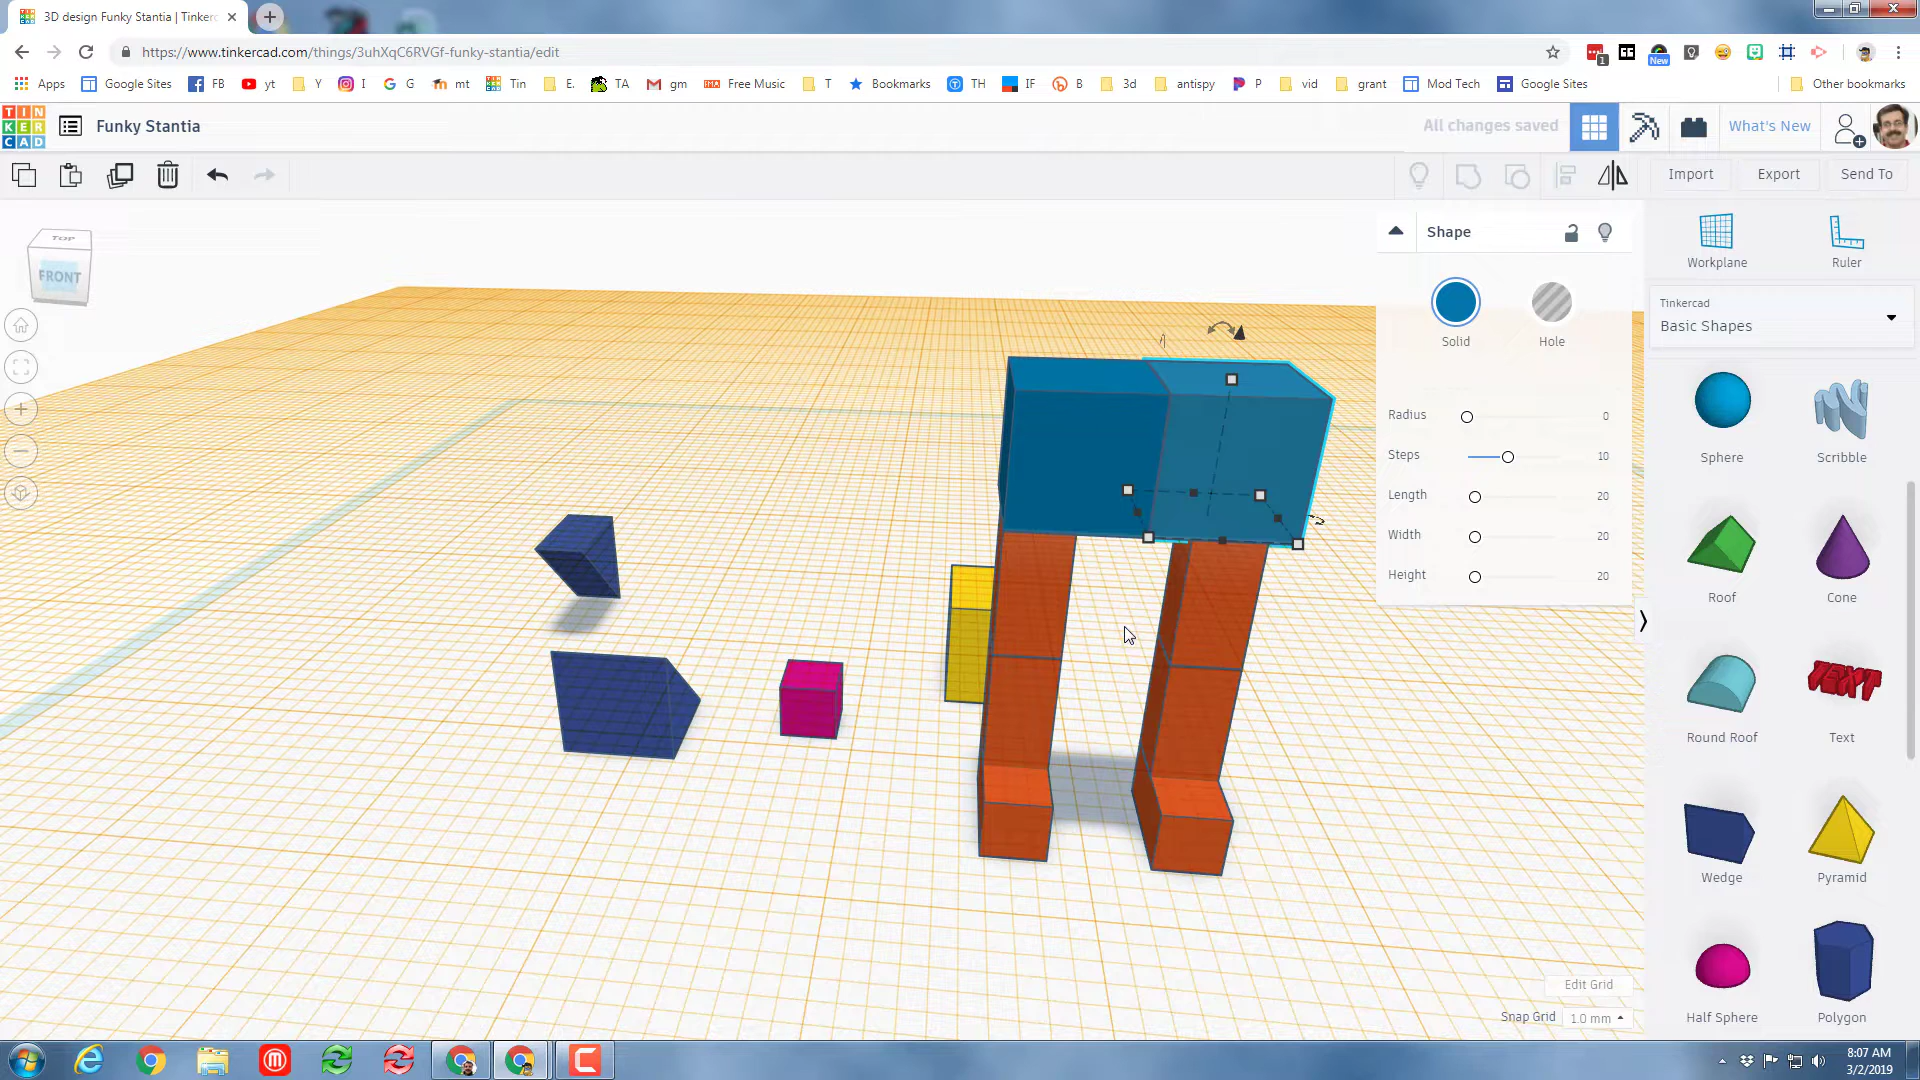 3D design Funky Stantia | Tinker
https://www.tinkercad.com/things/3uhXqC6RVGf-funky-stantia/edit
1
New
Apps Google Sites FB yt Y I G mt Tin E. TA gm Free Music T Bookmarks TH IF B 3d antispy P vid grant Mod Tech Google Sites Other bookmarks
TIN
KER
CAD
Funky Stantia
All changes saved
What's New
Import
Export
Send To
TOP
FRONT
Shape
Solid
Hole
Radius 0
Steps 10
Length 20
Width 20
Height 20
Workplane
Ruler
Tinkercad
Basic Shapes
Sphere
Scribble
Roof
Cone
Round Roof
TEXT
Text
Wedge
Pyramid
Half Sphere
Polygon
Edit Grid
Snap Grid 1.0 mm
8:07 AM
3/2/2019